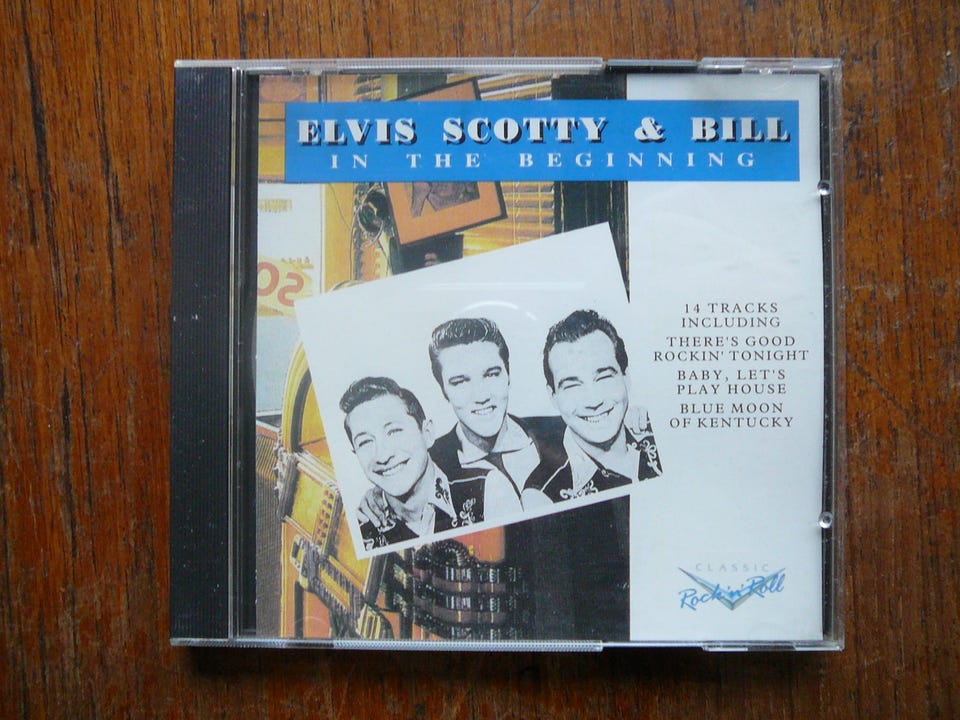 ELVIS SCOTTY & BILL
IN THE BEGINNING
14 TRACKS
INCLUDING
THERE'S GOOD
ROCKIN' TONIGHT
BABY, LET'S
PLAY HOUSE
BLUE MOON
OF KENTUCKY
CLASSIC
Rock 'n' Roll